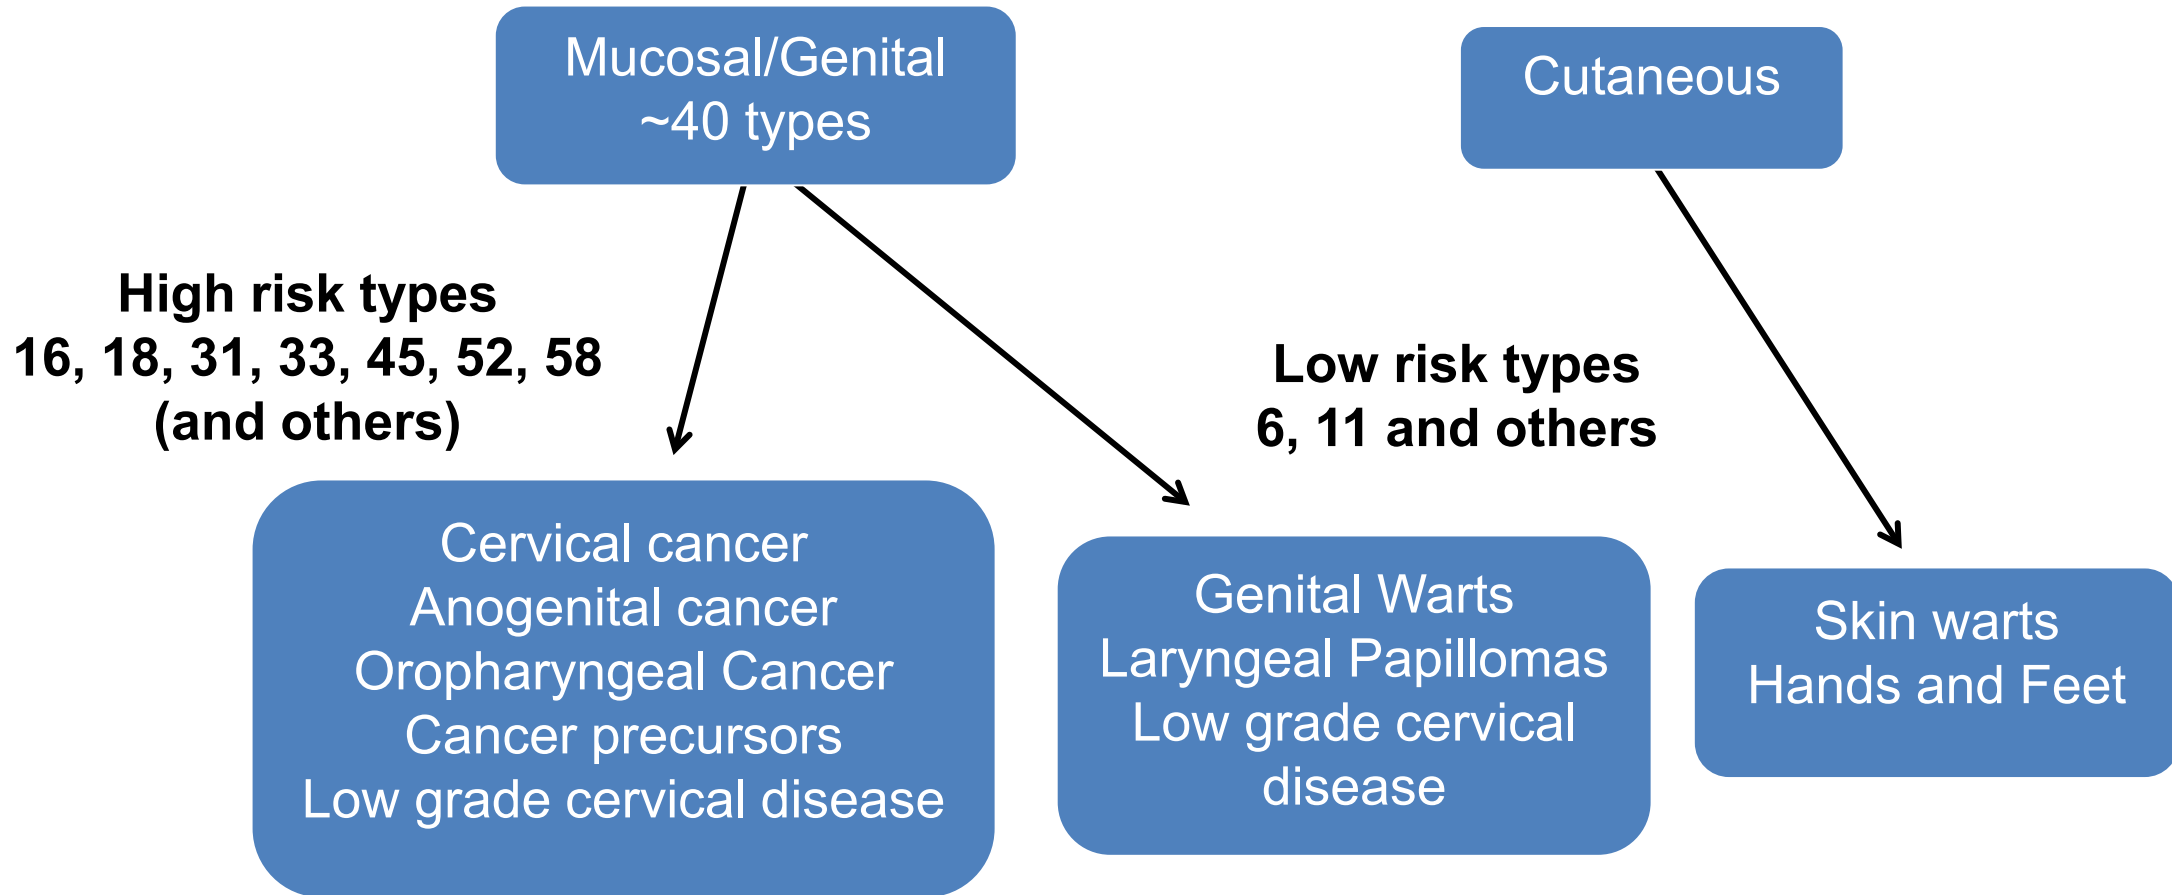 Mucosal/Genital
~40 types
Cutaneous
High risk types
16, 18, 31, 33, 45, 52, 58
(and others)
Low risk types
6, 11 and others
Cervical cancer
Anogenital cancer
Oropharyngeal Cancer
Cancer precursors
Low grade cervical disease
Genital Warts
Laryngeal Papillomas
Low grade cervical
disease
Skin warts
Hands and Feet